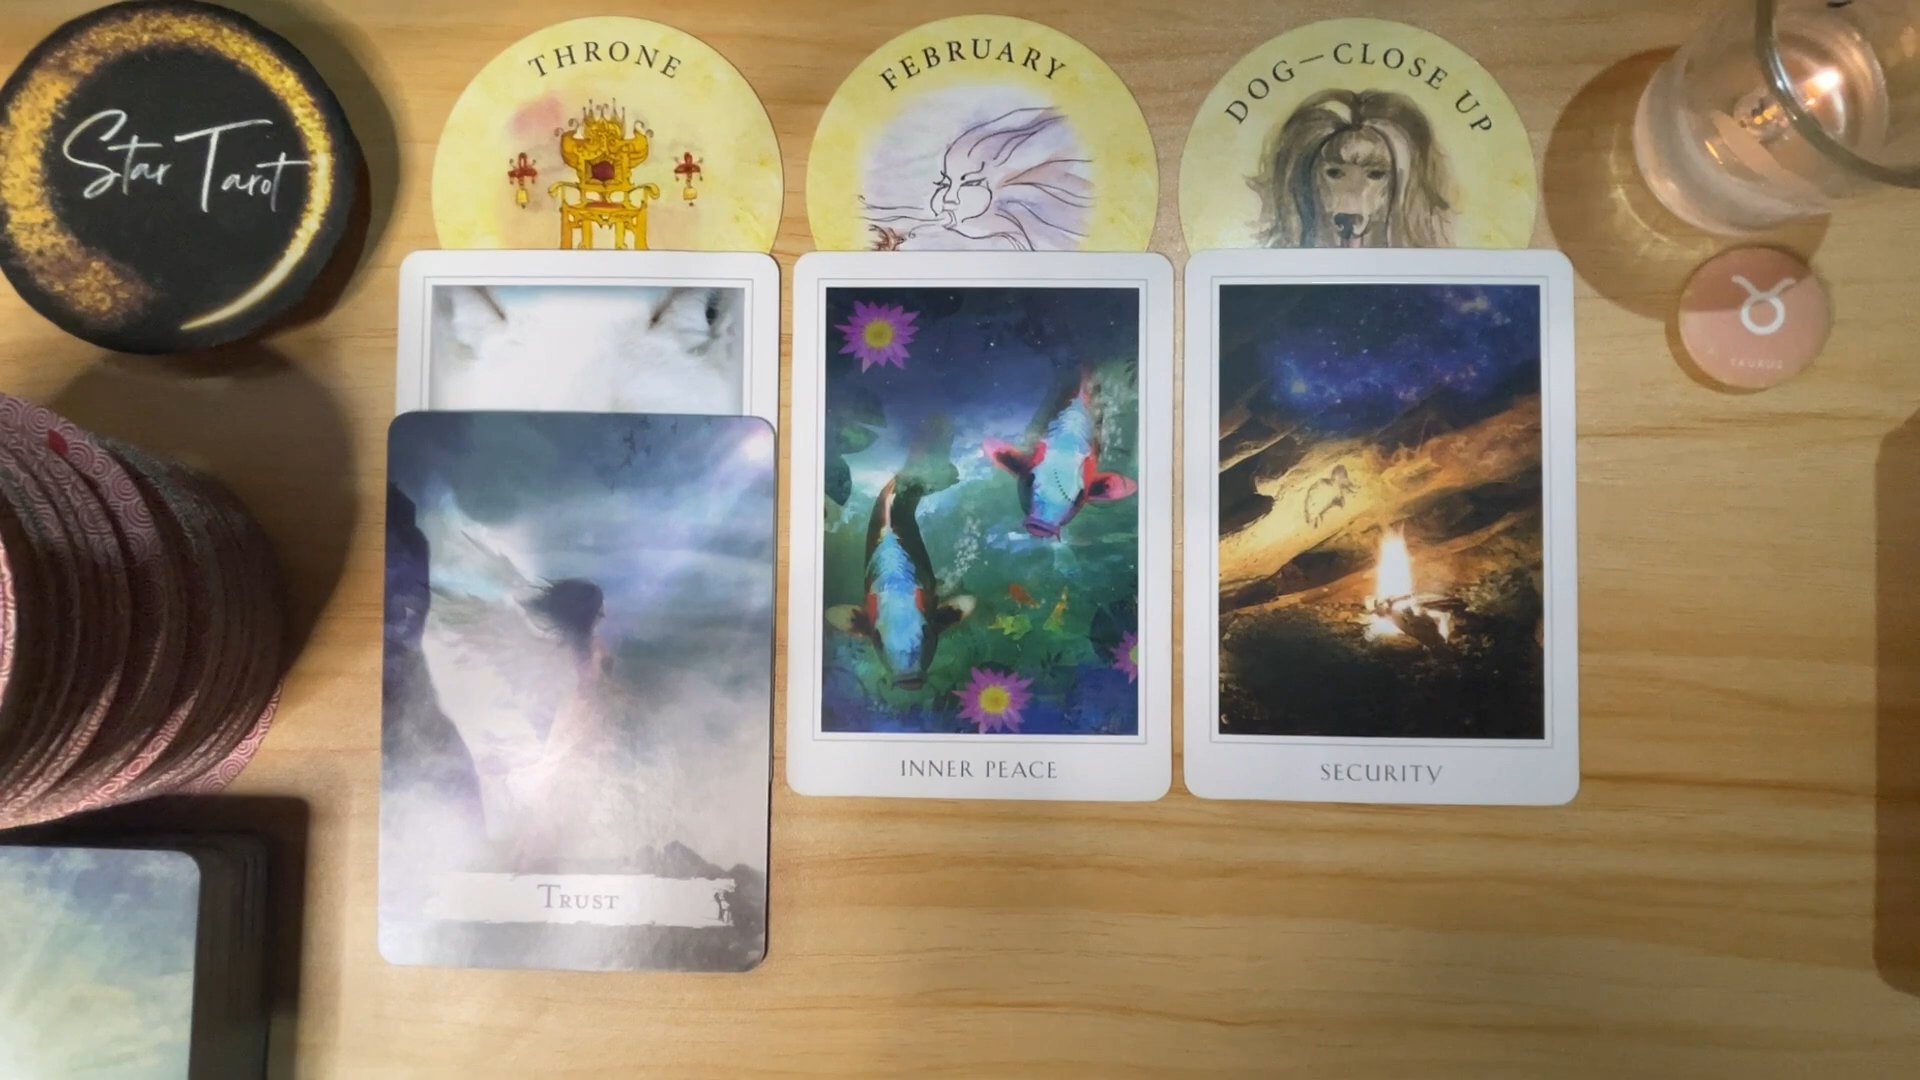 Star Tarot
THRONE
FEBRUARY
DOG—CLOSE UP
TAURUS
INNER PEACE
SECURITY
TRUST